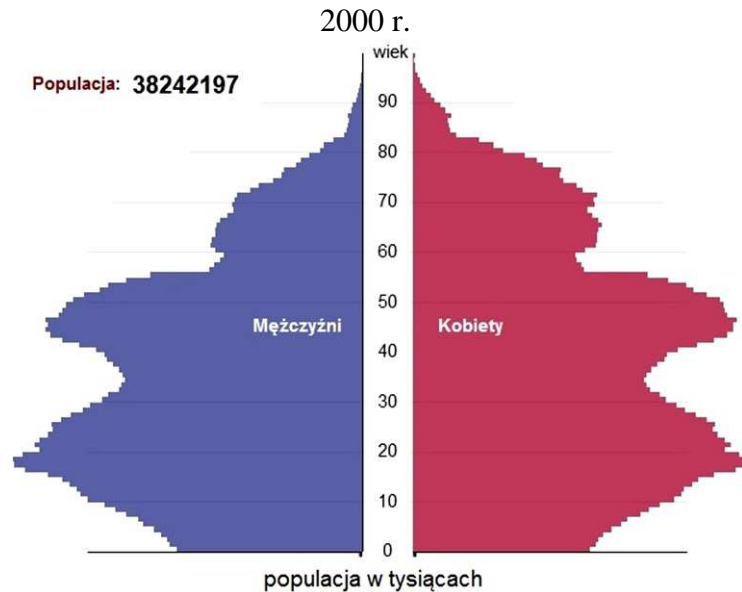 2000 r.
wiek
Populacja: 38242197
90
80
70
60
50
Mężczyźni
Kobiety
40
30
20
10
0
populacja w tysiącach